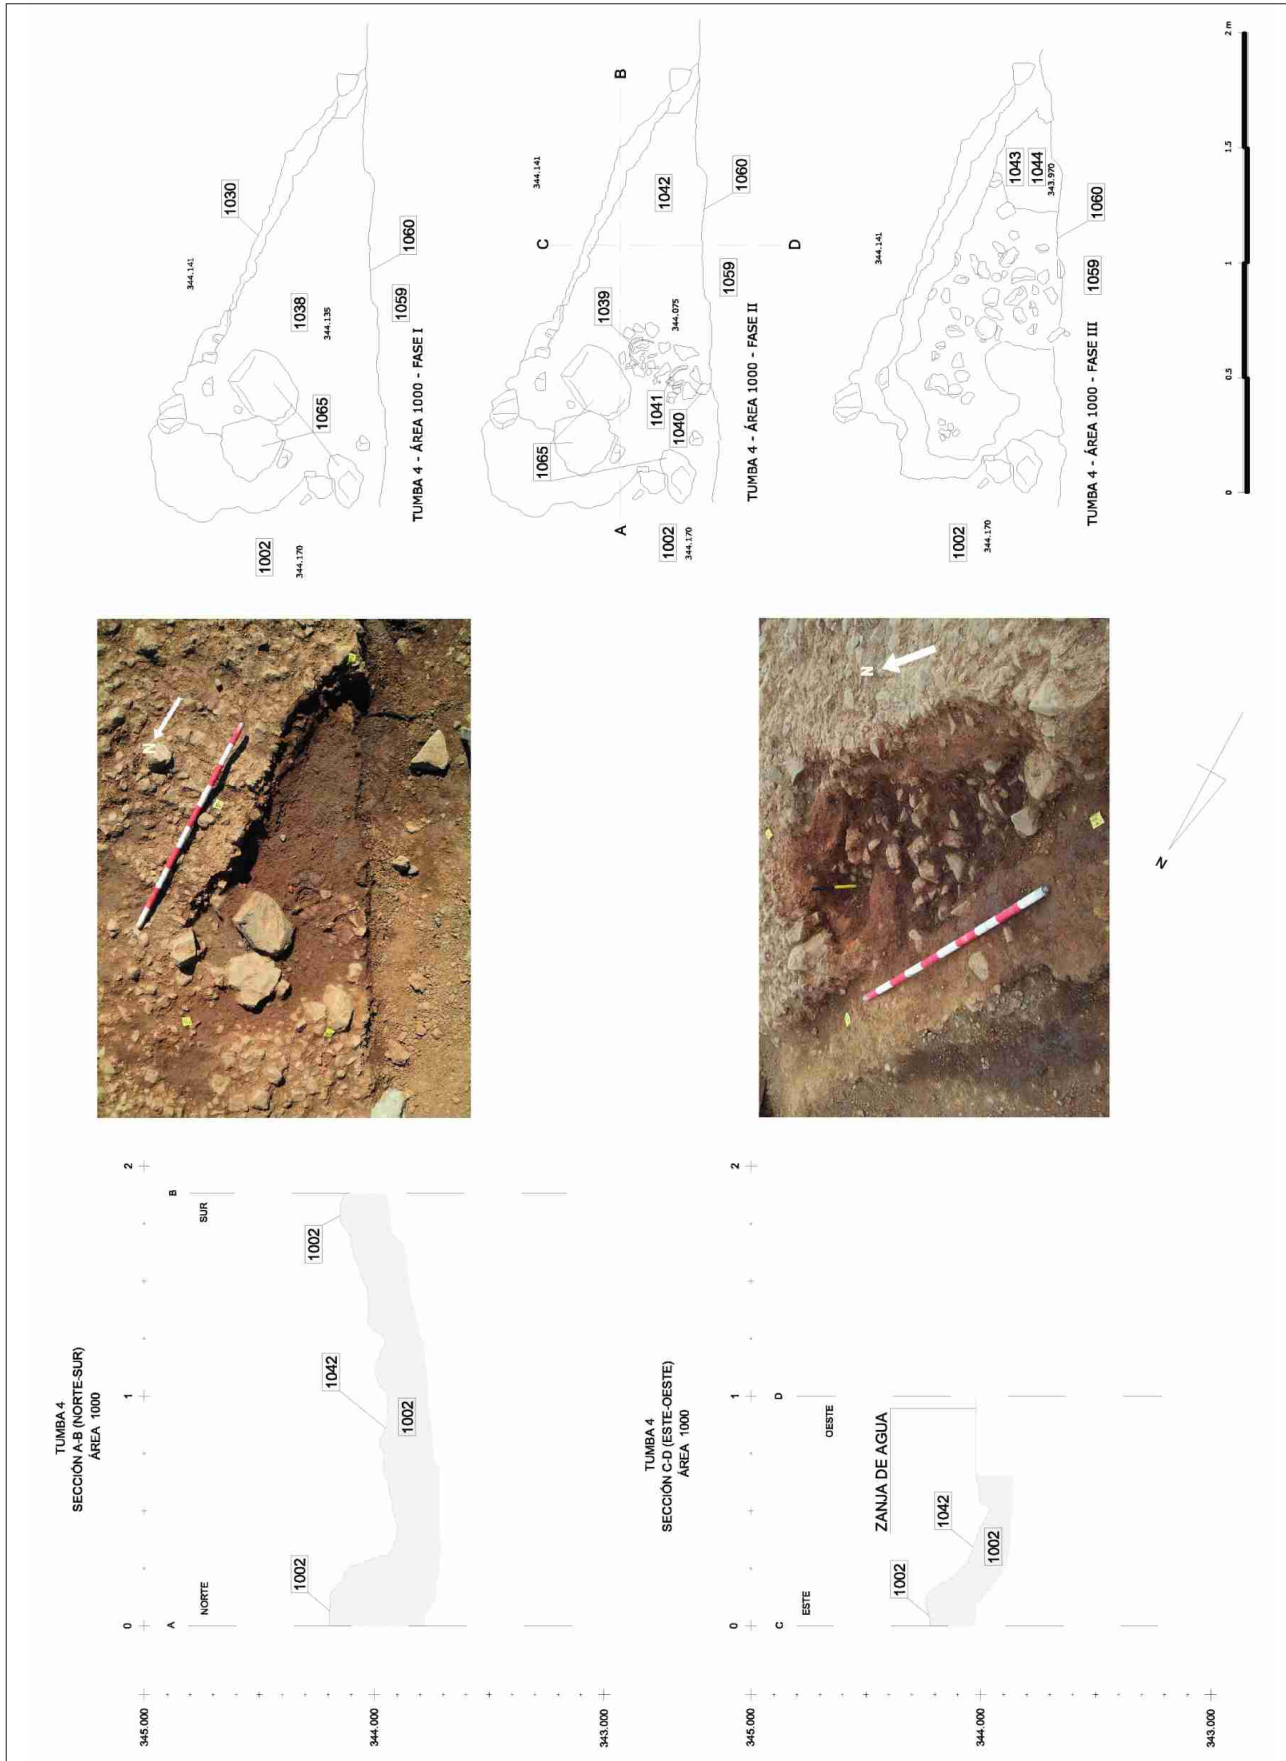 TUMBA 4
SECCIÓN A-B (NORTE-SUR)
ÁREA 1000
345.000
344.000
343.000
0
1
2
A
NORTE
B
SUR
1002
1042
1002
1002
TUMBA 4
SECCIÓN C-D (ESTE-OESTE)
ÁREA 1000
345.000
344.000
343.000
0
1
2
C
ESTE
D
OESTE
ZANJA DE AGUA
1002
1042
1002
N
N
N
1002
344.170
1065
1038
344.135
1030
344.141
1059
1060
TUMBA 4 - ÁREA 1000 - FASE I
A
B
C
D
1002
344.170
1065
1041
1040
1039
344.075
344.141
1042
1059
1060
TUMBA 4 - ÁREA 1000 - FASE II
1002
344.170
344.141
1043
1044
343.970
1059
1060
TUMBA 4 - ÁREA 1000 - FASE III
0
0.5
1
1.5
2 m